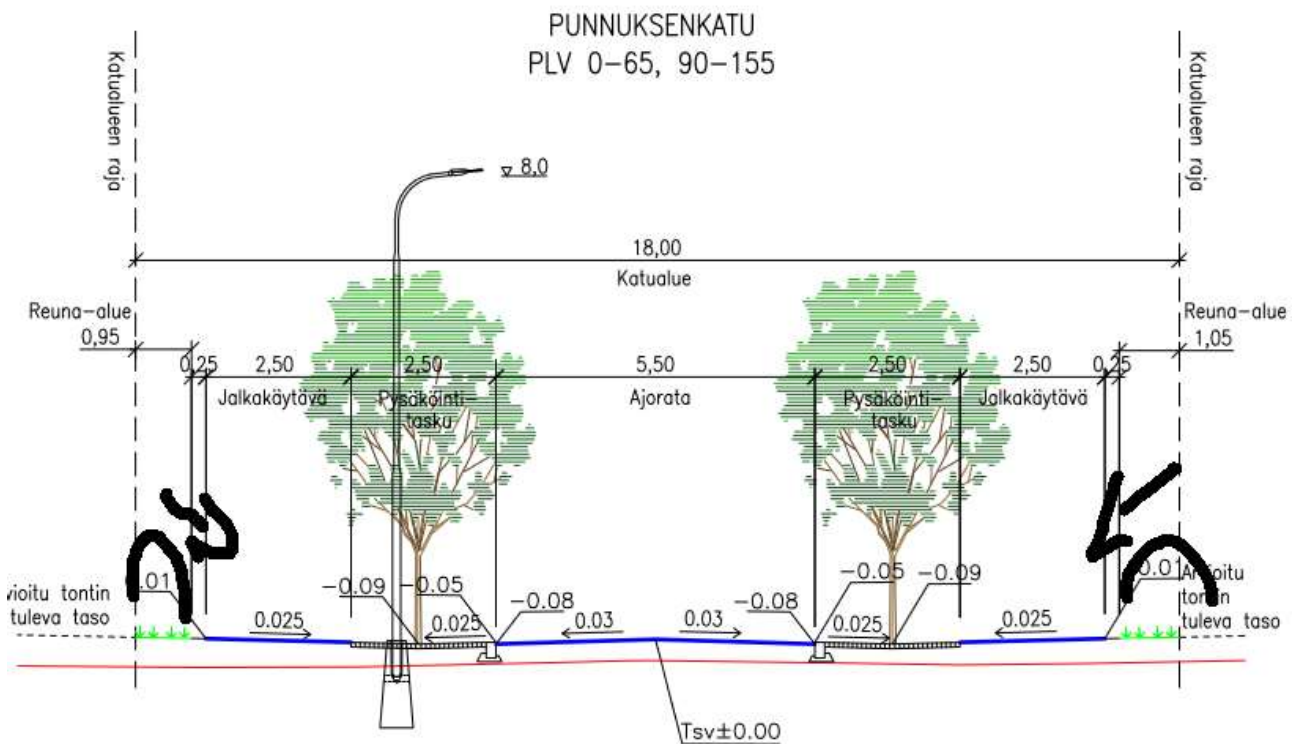 PUNNUKSENKATU
PLV 0-65, 90-155
Katualueen raja
Katualueen raja
8,0
18,00
Katualue
Reuna-alue
0,95
Reuna-alue
1,05
0,25 2,50 2,50 5,50 2,50 2,50 0,25
Jalkakäytävä Pysäköinti- Ajorata Pysäköinti- Jalkakäytävä
tasku tasku
0.01 -0.09 -0.05 -0.08 -0.08 -0.05 -0.09 0.01
vioitu tontin
tuleva taso
Arvioitu
tontin
tuleva taso
0.025 0.025 0.03 0.03 0.025 0.025
Tsv±0.00